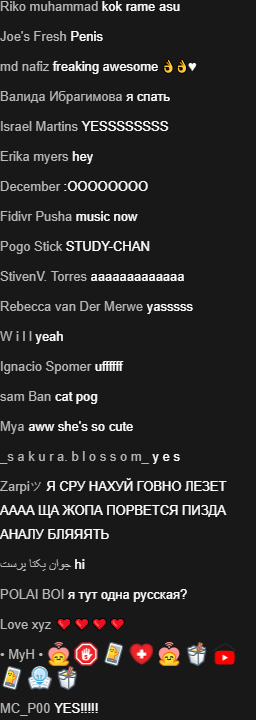 Riko muhammad kok rame asu
Joe's Fresh Penis
md nafiz freaking awesome 👌👌♥
Валида Ибрагимова я спать
Israel Martins YESSSSSSSS
Erika myers hey
December :OOOOOOOO
Fidivr Pusha music now
Pogo Stick STUDY-CHAN
StivenV. Torres aaaaaaaaaaaaa
Rebecca van Der Merwe yasssss
W i l l yeah
Ignacio Spomer uffffff
sam Ban cat pog
Mya aww she's so cute
_s a k u r a. b l o s s o m_ y e s
Zarpiツ Я СРУ НАХУЙ ГОВНО ЛЕЗЕТ
АААА ЩА ЖОПА ПОРВЕТСЯ ПИЗДА
АНАЛУ БЛЯЯЯТЬ
جوان یکتا پرست hi
POLAI BOI я тут одна русская?
Love xyz ❤❤❤❤
• MyH •
MC_P00 YES!!!!!